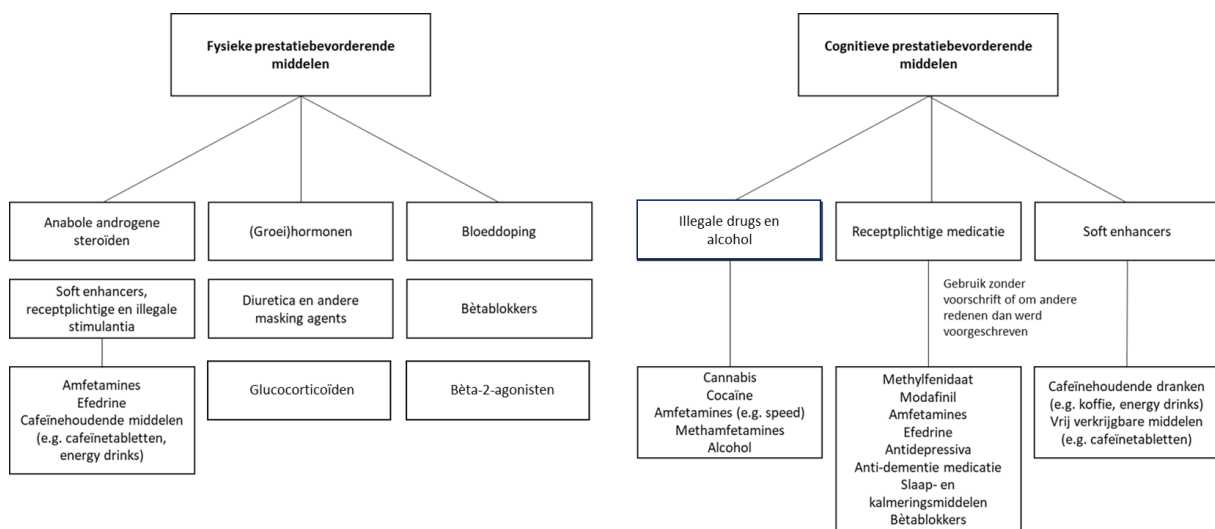 Fysieke prestatiebevorderende
middelen
Anabole androgene
steroïden
(Groei)hormonen
Bloeddoping
Soft enhancers,
receptplichtige en illegale
stimulantia
Diuretica en andere
masking agents
Bètablokkers
Amfetamines
Efedrine
Cafeïnehoudende middelen
(e.g. cafeïnetabletten,
energy drinks)
Glucocorticoïden
Bèta-2-agonisten
Cognitieve prestatiebevorderende
middelen
Illegale drugs en
alcohol
Receptplichtige medicatie
Soft enhancers
Gebruik zonder
voorschrift of om andere
redenen dan werd
voorgeschreven
Cannabis
Cocaïne
Amfetamines (e.g. speed)
Methamfetamines
Alcohol
Methylfenidaat
Modafinil
Amfetamines
Efedrine
Antidepressiva
Anti-dementie medicatie
Slaap- en
kalmeringsmiddelen
Bètablokkers
Cafeïnehoudende dranken
(e.g. koffie, energy drinks)
Vrij verkrijgbare middelen
(e.g. cafeïnetabletten)